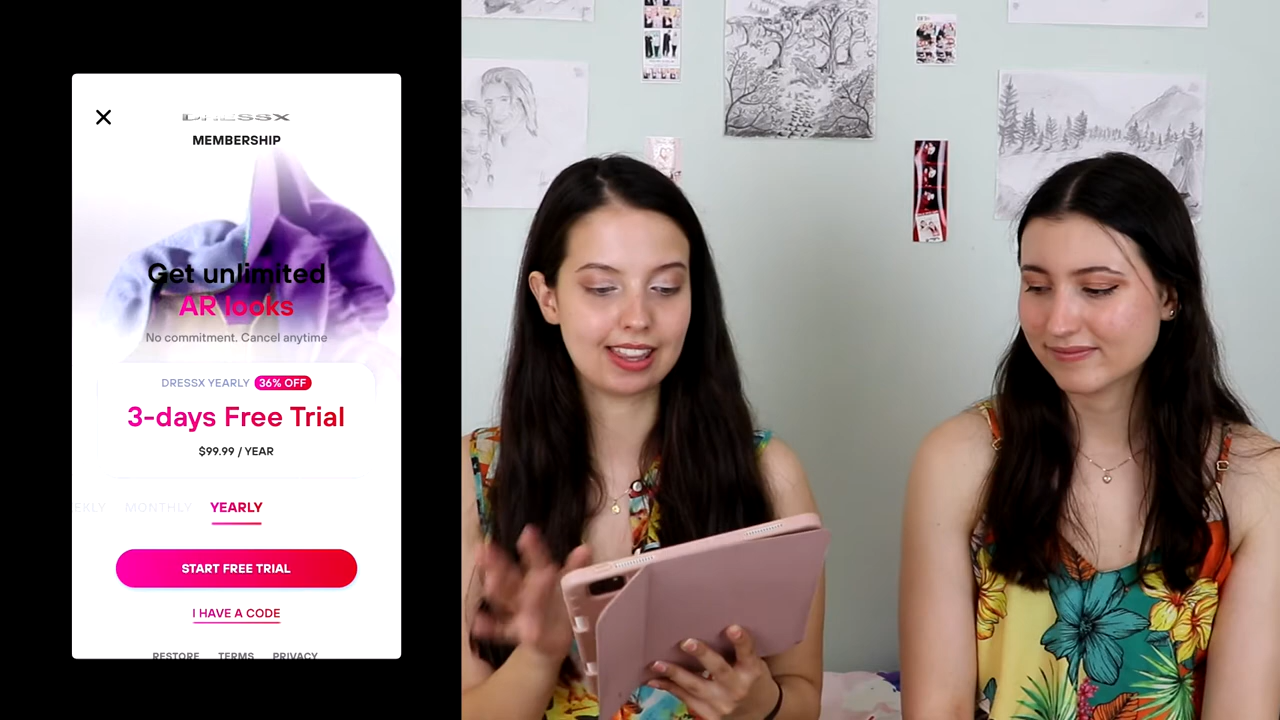 DRESSX
MEMBERSHIP
Get unlimited
AR looks
No commitment. Cancel anytime
DRESSX YEARLY 36% OFF
3-days Free Trial
$99.99 / YEAR
MONTHLY YEARLY
START FREE TRIAL
I HAVE A CODE
RESTORE TERMS PRIVACY